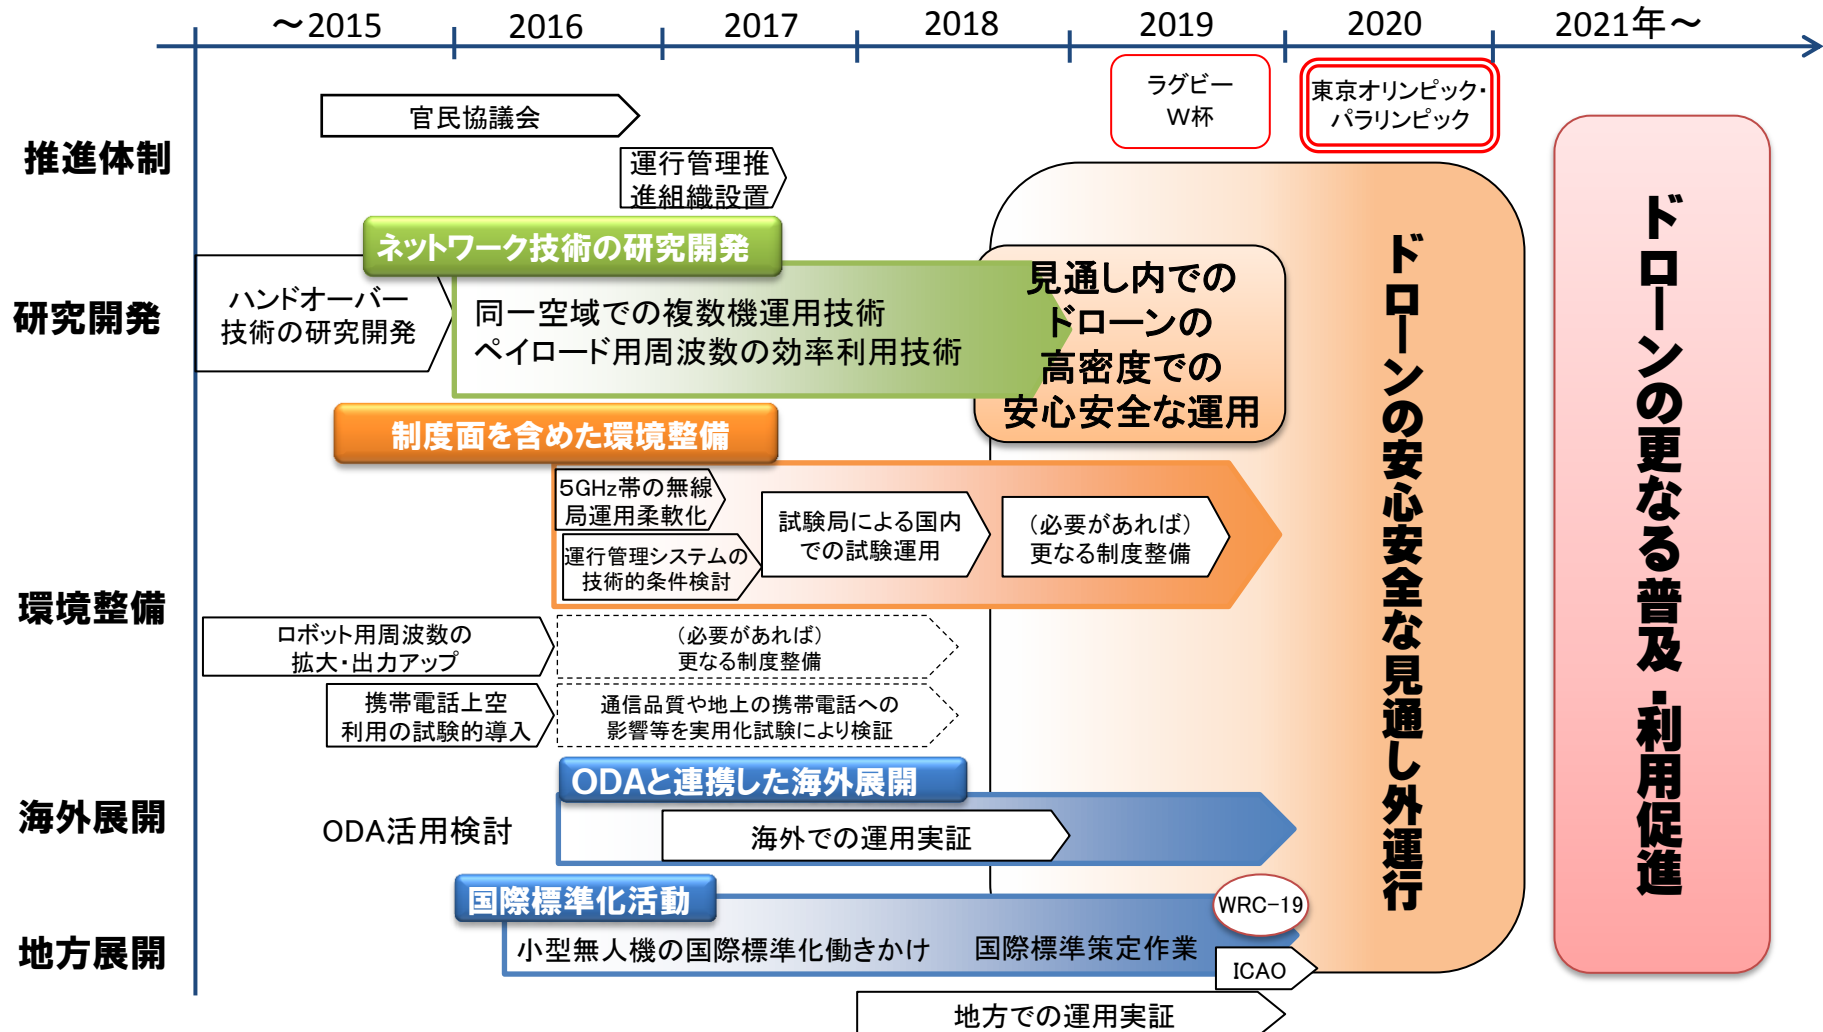 ～2015
2016
2017
2018
2019
2020
2021年～
ラグビー
W杯
東京オリンピック・
パラリンピック
推進体制
官民協議会
運行管理推
進組織設置
研究開発
ネットワーク技術の研究開発
ハンドオーバー
技術の研究開発
同一空域での複数機運用技術
ペイロード用周波数の効率利用技術
見通し内での
ドローンの
高密度での
安心安全な運用
環境整備
制度面を含めた環境整備
5GHz帯の無線
局運用柔軟化
運行管理システムの
技術的条件検討
試験局による国内
での試験運用
（必要があれば）
更なる制度整備
ロボット用周波数の
拡大・出力アップ
（必要があれば）
更なる制度整備
携帯電話上空
利用の試験的導入
通信品質や地上の携帯電話への
影響等を実用化試験により検証
海外展開
ODAと連携した海外展開
ODA活用検討
海外での運用実証
地方展開
国際標準化活動
小型無人機の国際標準化働きかけ
国際標準策定作業
WRC-19
ICAO
地方での運用実証
ドローンの安心安全な見通し外運行
ドローンの更なる普及・利用促進